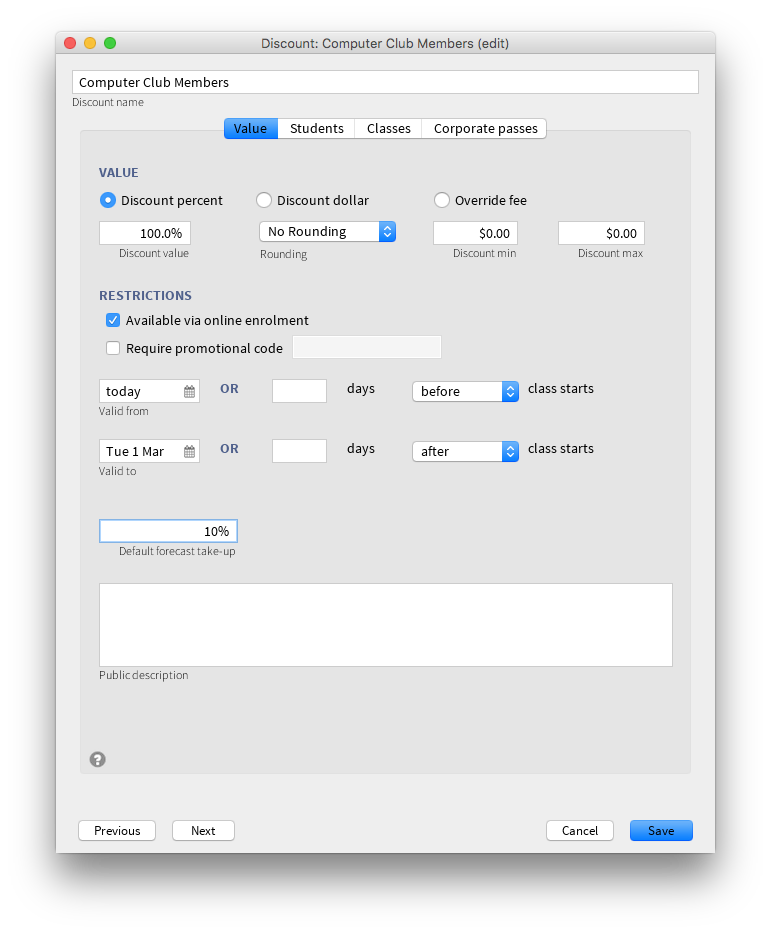 Discount: Computer Club Members (edit)
Computer Club Members
Discount name
Value Students Classes Corporate passes
VALUE
Discount percent Discount dollar Override fee
100.0% No Rounding $0.00 $0.00
Discount value Rounding Discount min Discount max
RESTRICTIONS
Available via online enrolment
Require promotional code
today OR days before class starts
Valid from
Tue 1 Mar OR days after class starts
Valid to
10%
Default forecast take-up
Public description
?
Previous Next Cancel Save